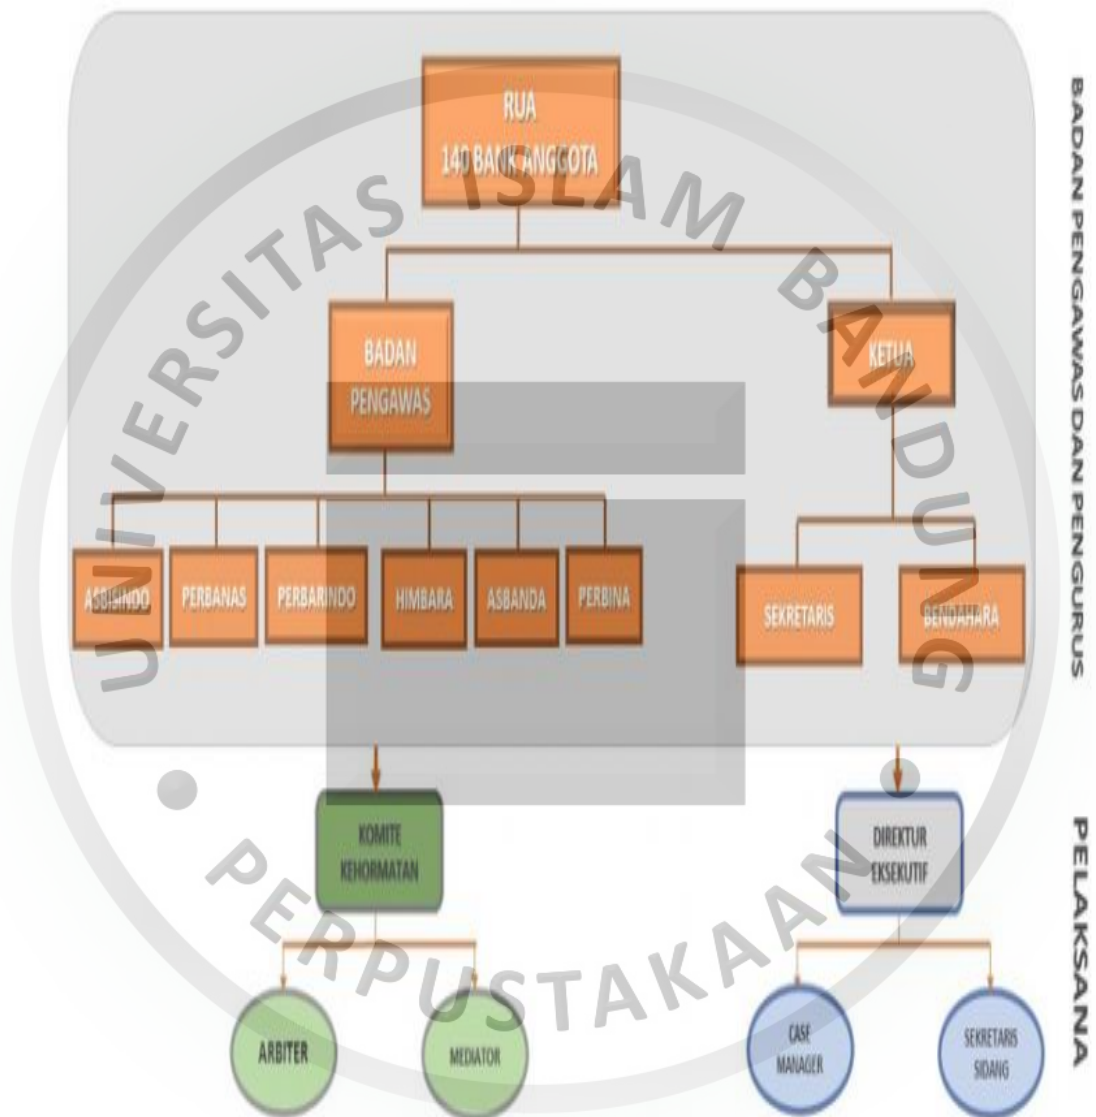 RUA
140 BANK ANGGOTA
BADAN
PENGAWAS
KETUA
ASBISINDO
PERBANAS
PERBARINDO
HIMBARA
ASBANDA
PERBINA
SEKRETARIS
BENDAHARA
KOMITE
KEHORMATAN
DIREKTUR
EKSEKUTIF
ARBITER
MEDIATOR
CASE
MANAGER
SEKRETARIS
SIDANG
BADAN PENGAWAS DAN PENGURUS
PELAKSANA
UNIVERSITAS ISLAM BANDUNG
PERPUSTAKAAN